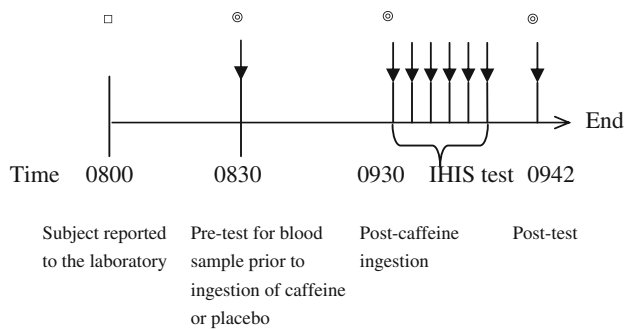 End
Time 0800 0830 0930 IHIS test 0942
Subject reported
to the laboratory
Pre-test for blood
sample prior to
ingestion of caffeine
or placebo
Post-caffeine
ingestion
Post-test